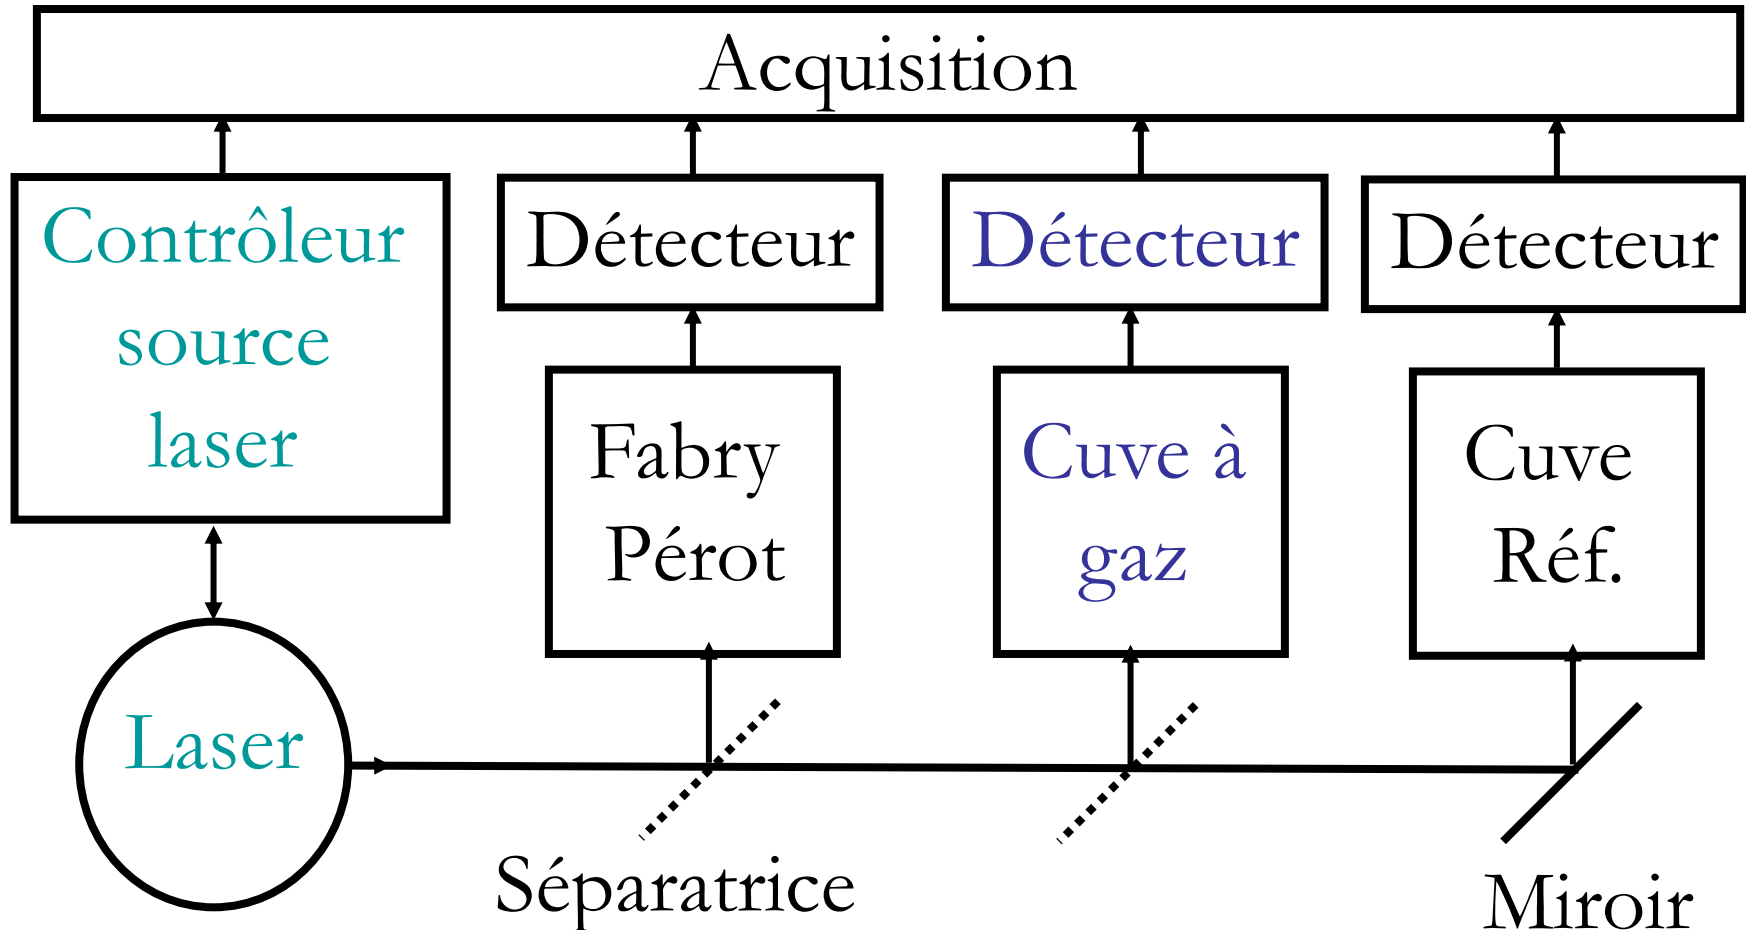 Acquisition
Contrôleur
source
laser
Détecteur
Détecteur
Détecteur
Fabry
Pérot
Cuve à
gaz
Cuve
Réf.
Laser
Séparatrice
Miroir